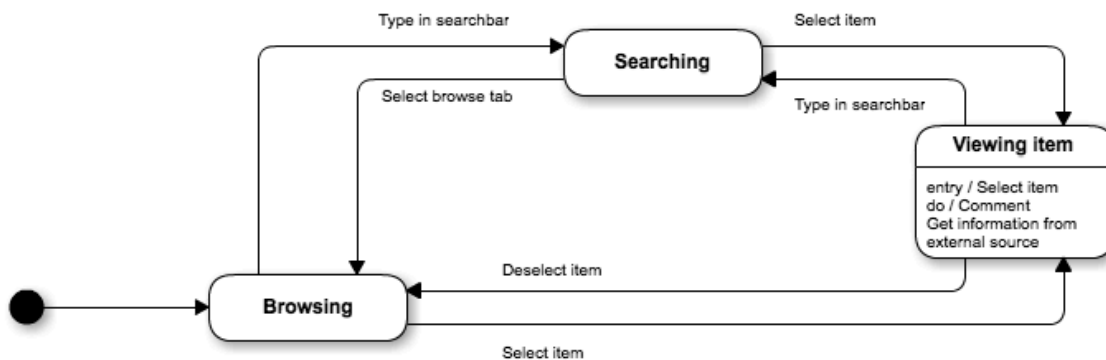 Type in searchbar
Select item
Searching
Select browse tab
Type in searchbar
Viewing item
entry / Select item
do / Comment
Get information from
external source
Deselect item
Browsing
Select item